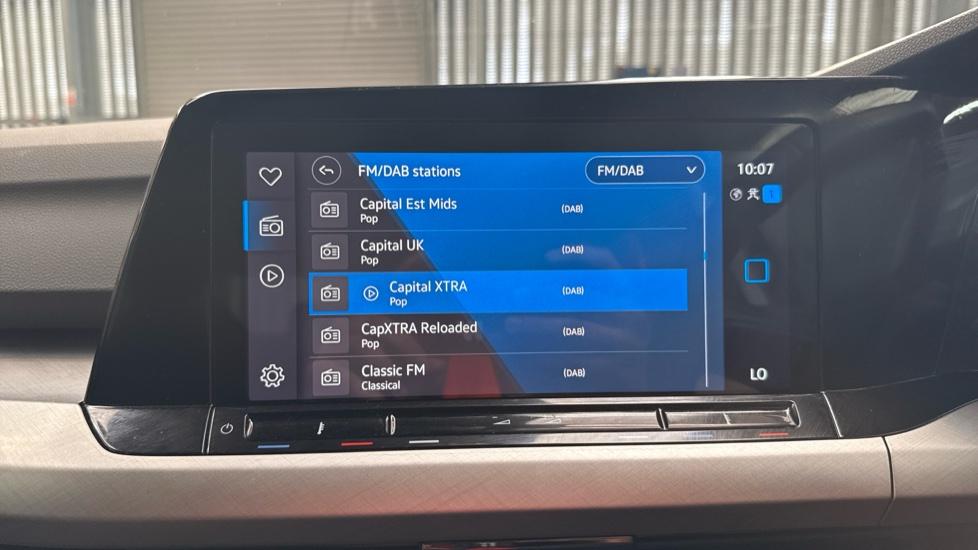 FM/DAB stations
FM/DAB
10:07
Capital Est Mids
Pop
(DAB)
1
Capital UK
Pop
(DAB)
Capital XTRA
Pop
(DAB)
CapXTRA Reloaded
Pop
(DAB)
Classic FM
Classical
(DAB)
LO